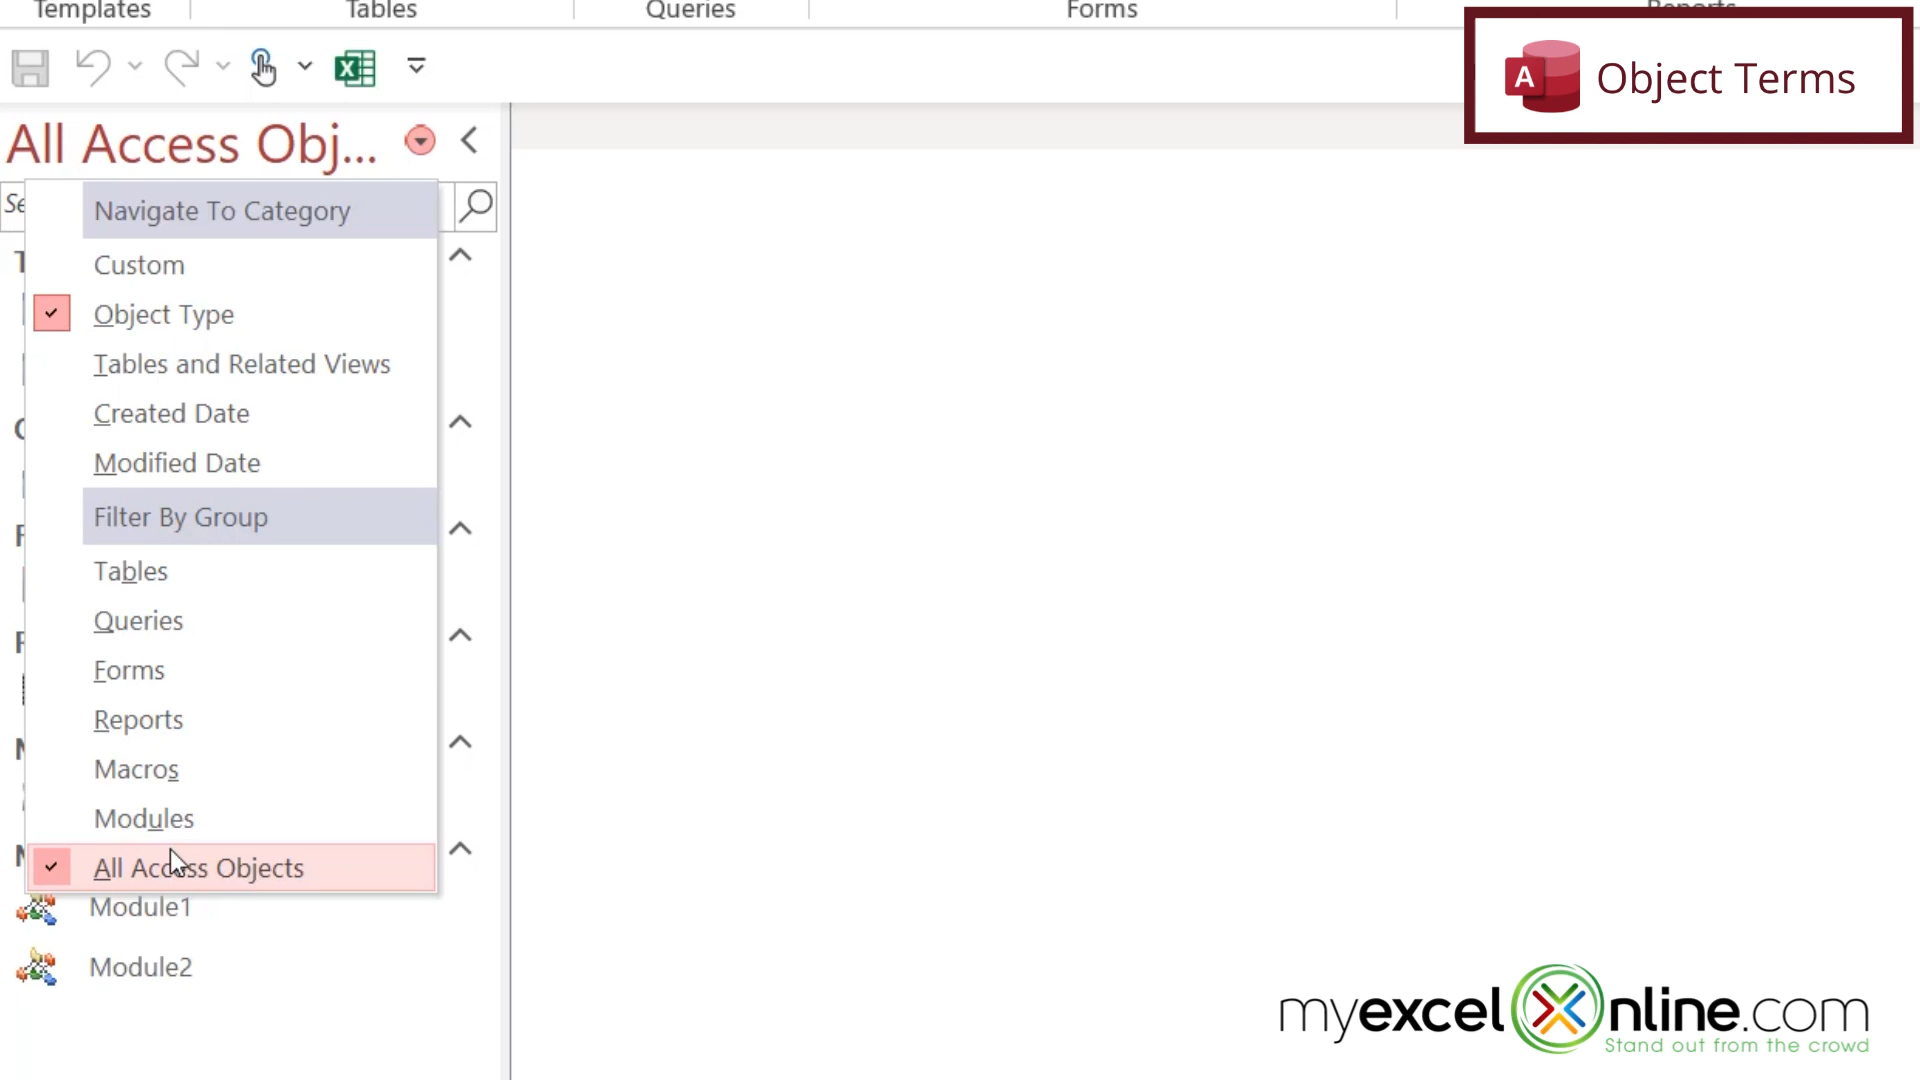 Templates Tables Queries Forms Reports
A Object Terms
All Access Obj...
Se
Navigate To Category
Custom
Object Type
Tables and Related Views
Created Date
Modified Date
Filter By Group
Tables
Queries
Forms
Reports
Macros
Modules
All Access Objects
Module1
Module2
myexcelonline.com
Stand out from the crowd